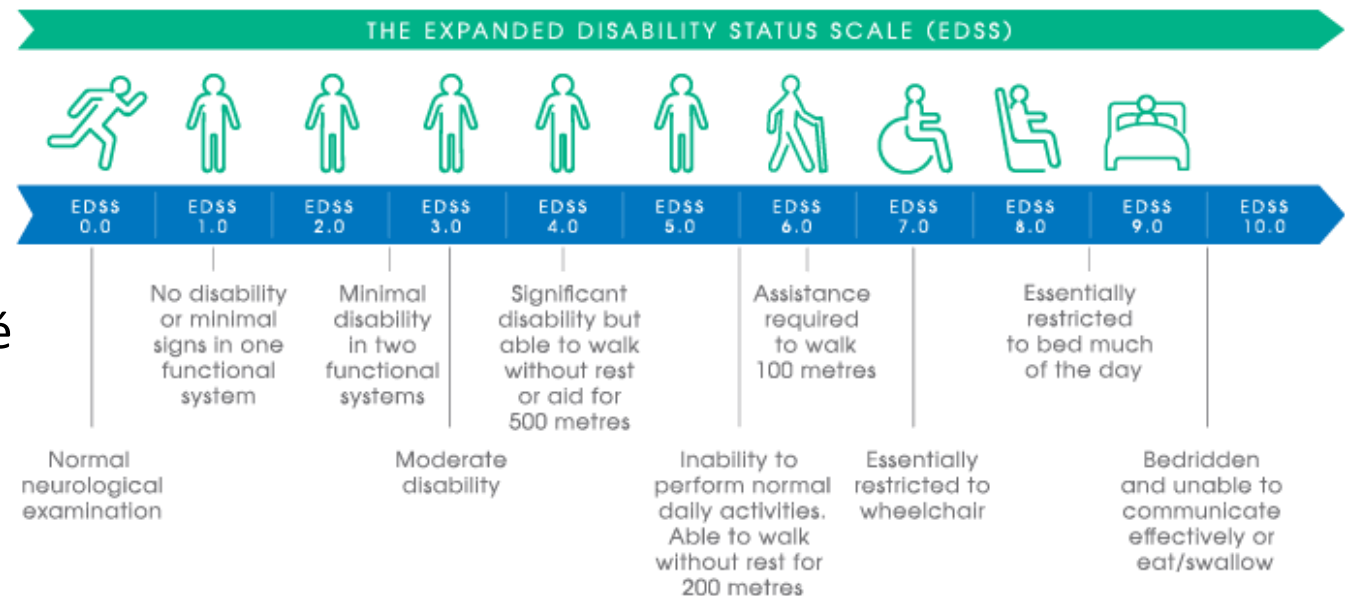 THE EXPANDED DISABILITY STATUS SCALE (EDSS)
EDSS 0.0
EDSS 1.0
EDSS 2.0
EDSS 3.0
EDSS 4.0
EDSS 5.0
EDSS 6.0
EDSS 7.0
EDSS 8.0
EDSS 9.0
EDSS 10.0
é
No disability
or minimal
signs in one
functional
system
Minimal
disability
in two
functional
systems
Significant
disability but
able to walk
without rest
or aid for
500 metres
Assistance
required
to walk
100 metres
Essentially
restricted
to bed much
of the day
Normal
neurological
examination
Moderate
disability
Inability to
perform normal
daily activities.
Able to walk
without rest for
200 metres
Essentially
restricted to
wheelchair
Bedridden
and unable to
communicate
effectively or
eat/swallow